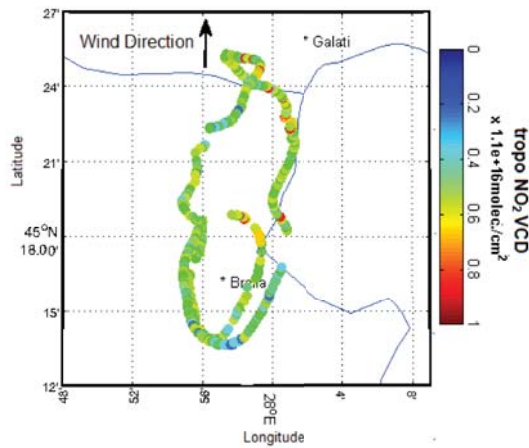 27'
Wind Direction
* Galati
24'
21'
45°N
18.00'
* Braila
15'
12'
48'
52'
56'
28°E
4'
8'
Latitude
Longitude
0
0.2
0.4
0.6
0.8
1
tropo NO2 VCD
x 1.1e+16molec./cm2